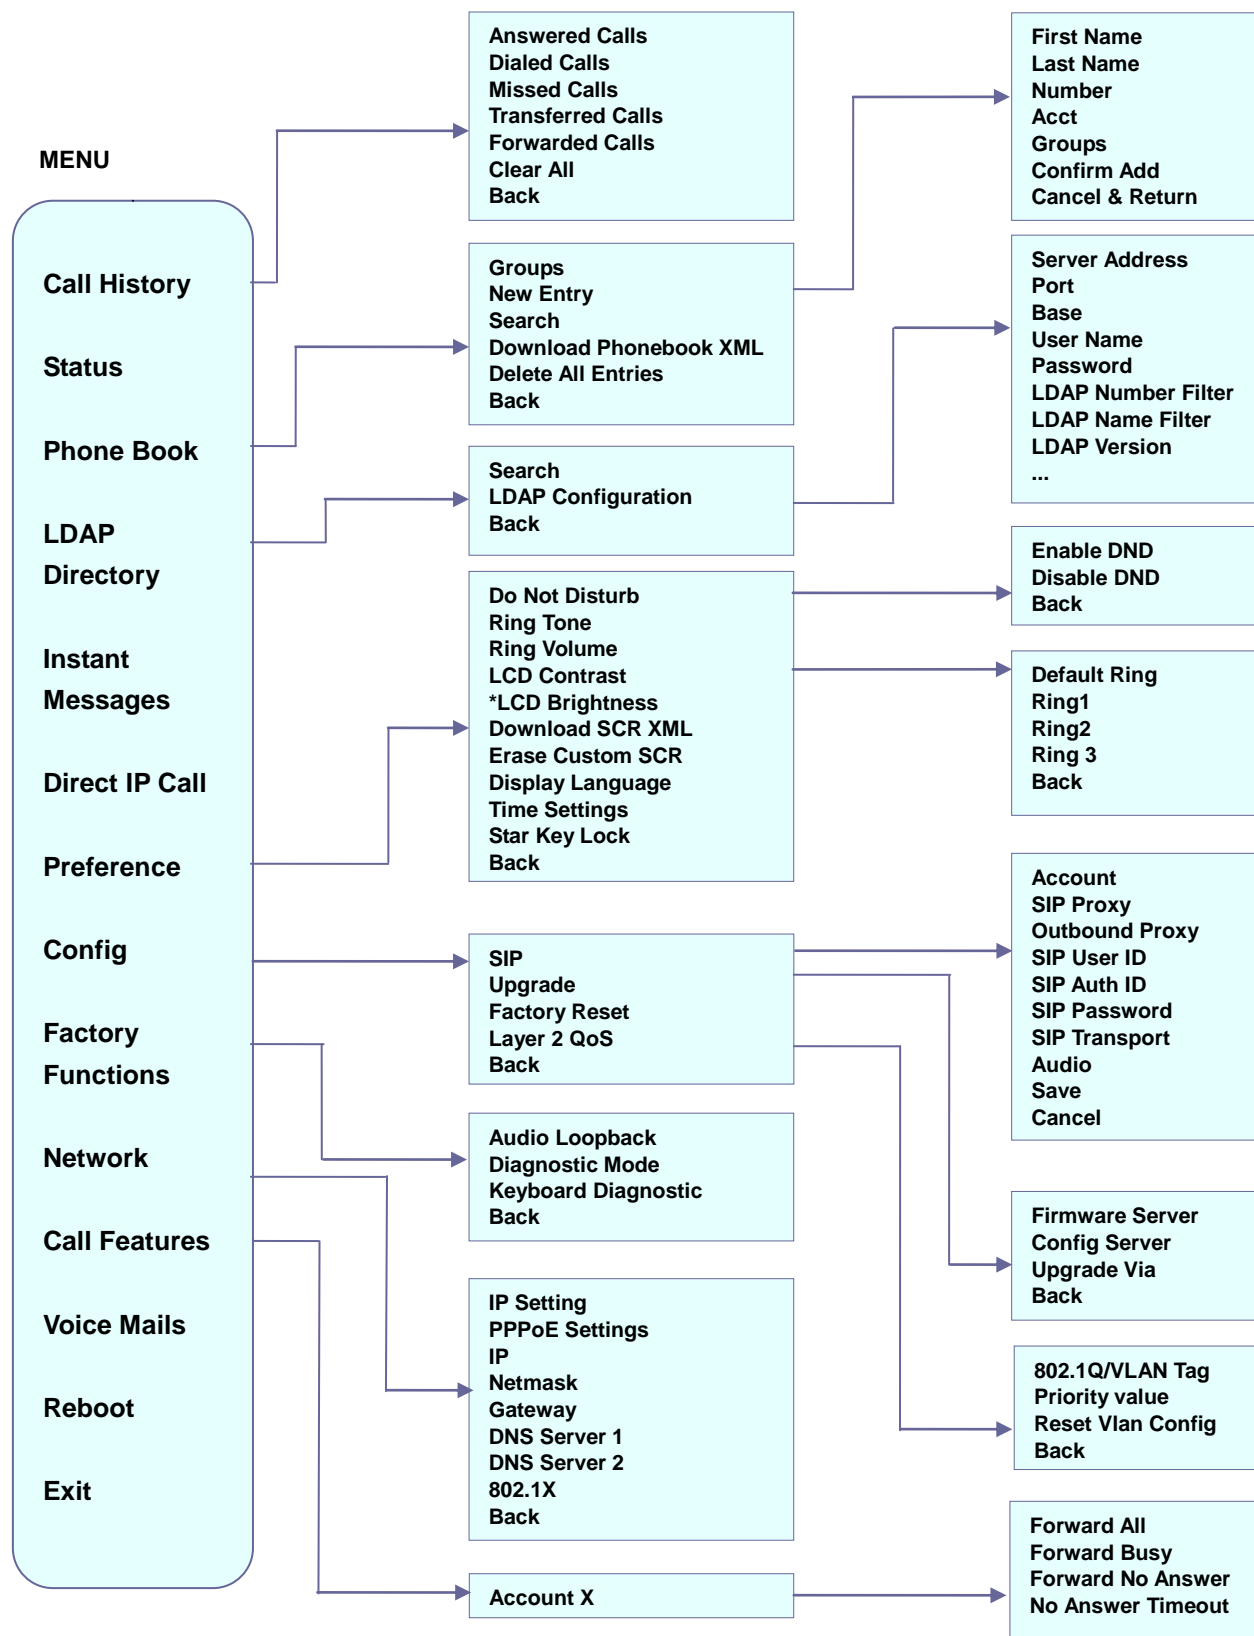 MENU
Call History
Status
Phone Book
LDAP
Directory
Instant
Messages
Direct IP Call
Preference
Config
Factory
Functions
Network
Call Features
Voice Mails
Reboot
Exit
Answered Calls
Dialed Calls
Missed Calls
Transferred Calls
Forwarded Calls
Clear All
Back
Groups
New Entry
Search
Download Phonebook XML
Delete All Entries
Back
Search
LDAP Configuration
Back
Do Not Disturb
Ring Tone
Ring Volume
LCD Contrast
*LCD Brightness
Download SCR XML
Erase Custom SCR
Display Language
Time Settings
Star Key Lock
Back
SIP
Upgrade
Factory Reset
Layer 2 QoS
Back
Audio Loopback
Diagnostic Mode
Keyboard Diagnostic
Back
IP Setting
PPPoE Settings
IP
Netmask
Gateway
DNS Server 1
DNS Server 2
802.1X
Back
Account X
First Name
Last Name
Number
Acct
Groups
Confirm Add
Cancel & Return
Server Address
Port
Base
User Name
Password
LDAP Number Filter
LDAP Name Filter
LDAP Version
...
Enable DND
Disable DND
Back
Default Ring
Ring1
Ring2
Ring 3
Back
Account
SIP Proxy
Outbound Proxy
SIP User ID
SIP Auth ID
SIP Password
SIP Transport
Audio
Save
Cancel
Firmware Server
Config Server
Upgrade Via
Back
802.1Q/VLAN Tag
Priority value
Reset Vlan Config
Back
Forward All
Forward Busy
Forward No Answer
No Answer Timeout